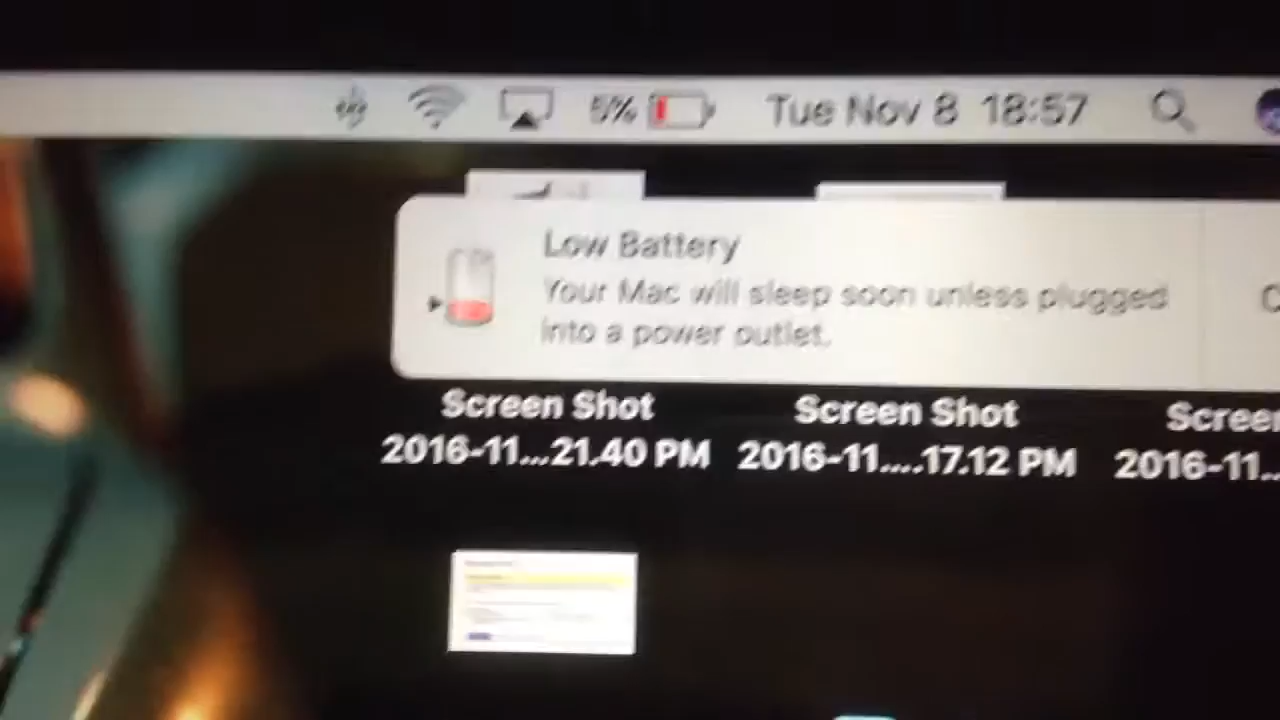 5% Tue Nov 8 18:57
Low Battery
Your Mac will sleep soon unless plugged
into a power outlet.
Screen Shot
2016-11...21.40 PM
Screen Shot
2016-11....17.12 PM
Screen
2016-11...